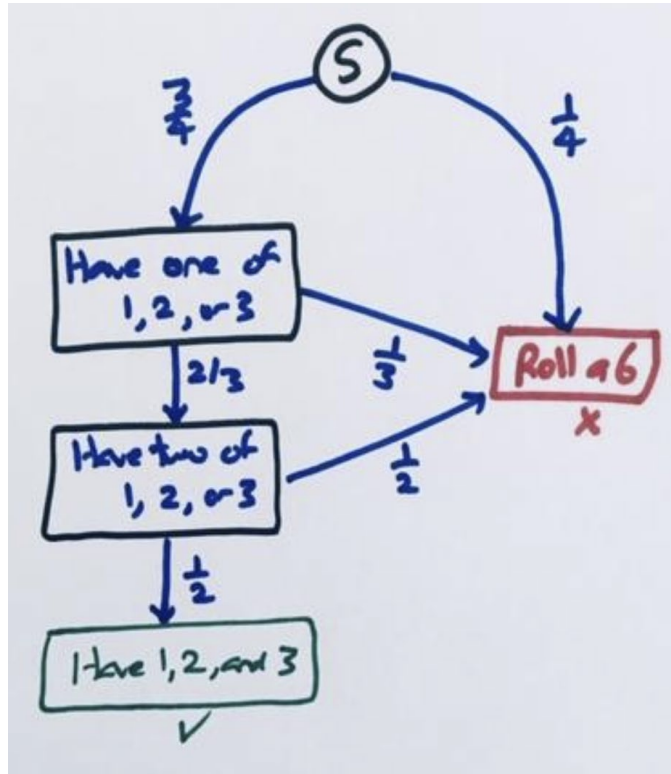 S
3
4
1
4
Have one of
1, 2, or 3
1
3
2/3
Roll a 6
x
Have two of
1, 2, or 3
1
2
1
2
Have 1, 2, and 3
✓